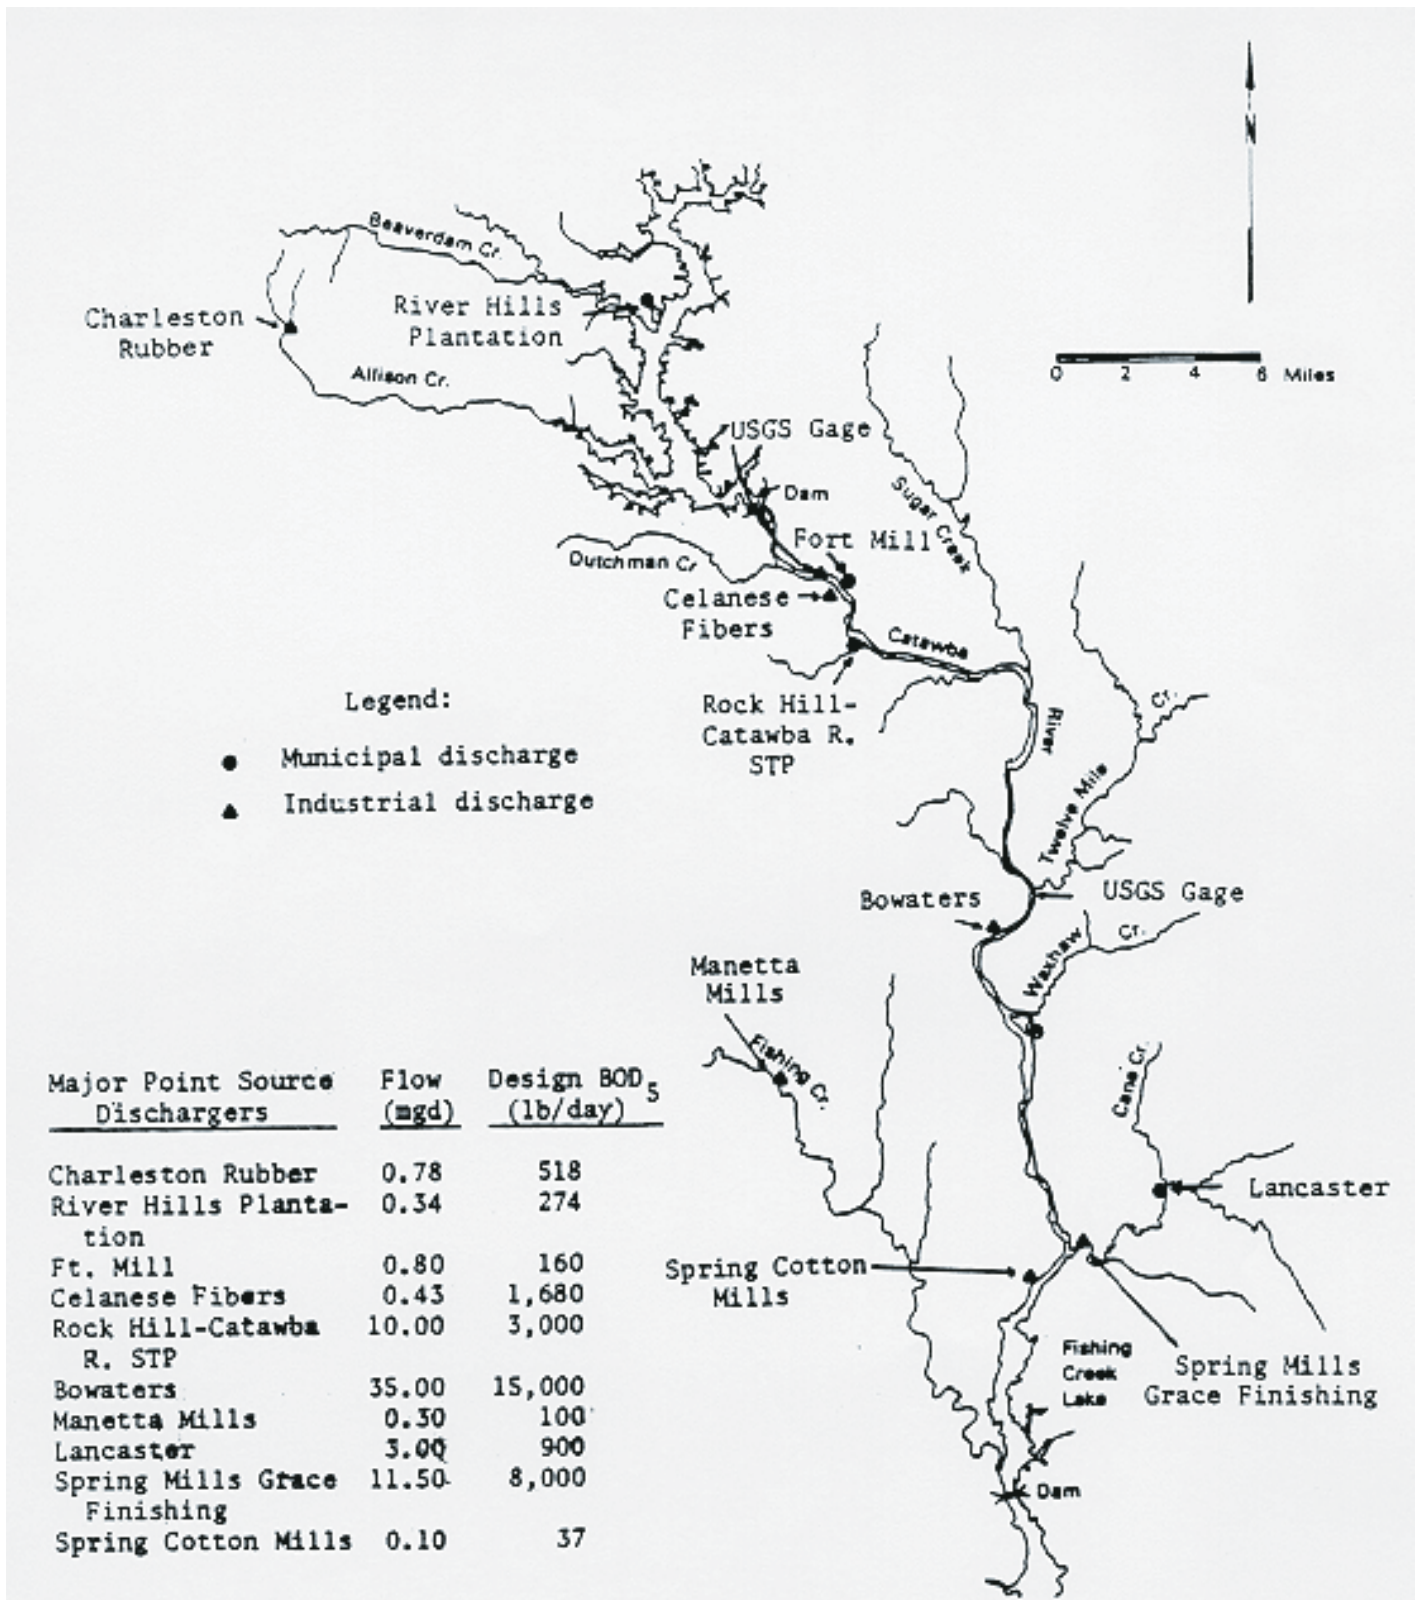 N
Beaverdam Cr.
Charleston
Rubber
River Hills
Plantation
Allison Cr.
0 2 4 6 Miles
USGS Gage
Dam
Sugar Creek
Fort Mill
Dutchman Cr
Celanese
Fibers
Catawba
River
Rock Hill-
Catawba R.
STP
Legend:
Municipal discharge
Industrial discharge
Cr.
Twelve Mile
Bowaters
USGS Gage
Waxhaw Cr.
Manetta
Mills
Fishing Cr.
Cane Cr.
Lancaster
Spring Cotton
Mills
Fishing
Creek
Lake
Spring Mills
Grace Finishing
Dam
Major Point Source Flow Design BOD5
Dischargers (mgd) (lb/day)
Charleston Rubber 0.78 518
River Hills Planta- 0.34 274
tion
Ft. Mill 0.80 160
Celanese Fibers 0.43 1,680
Rock Hill-Catawba 10.00 3,000
R. STP
Bowaters 35.00 15,000
Manetta Mills 0.30 100
Lancaster 3.00 900
Spring Mills Grace 11.50 8,000
Finishing
Spring Cotton Mills 0.10 37